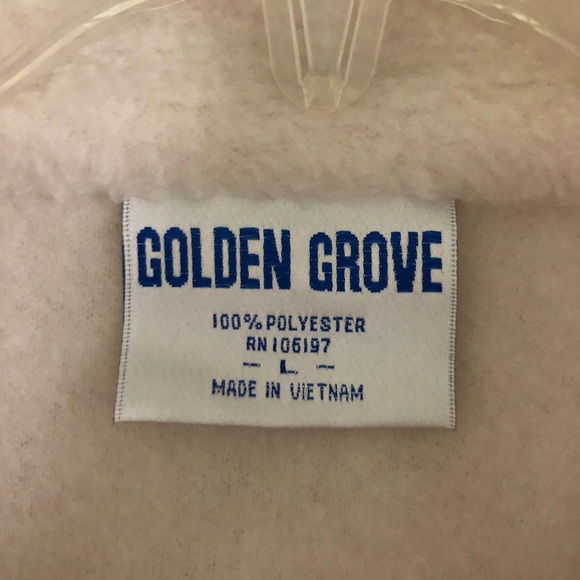 GOLDEN GROVE
100% POLYESTER
RN 106197
- L -
MADE IN VIETNAM